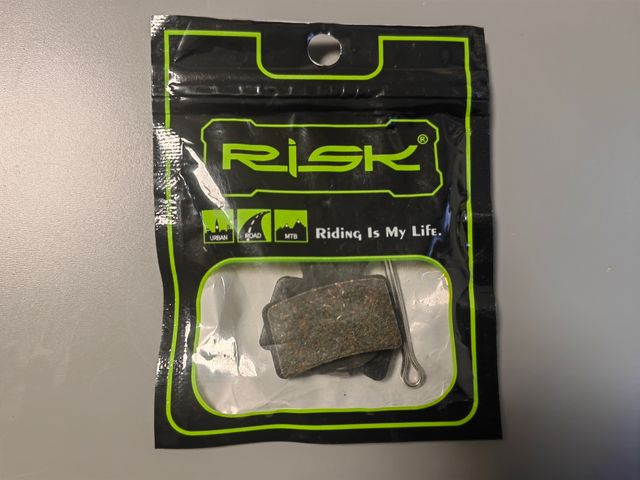 RiSK®
URBAN ROAD MTB
Riding Is My Life.